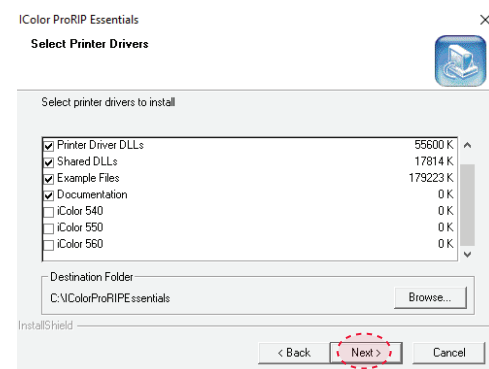 IColor ProRIP Essentials
Select Printer Drivers
Select printer drivers to install
Printer Driver DLLs 55600 K
Shared DLLs 17814 K
Example Files 179223 K
Documentation 0 K
iColor 540 0 K
iColor 550 0 K
iColor 560 0 K
Destination Folder
C:\IColorProRIPEssentials Browse...
InstallShield
< Back Next > Cancel